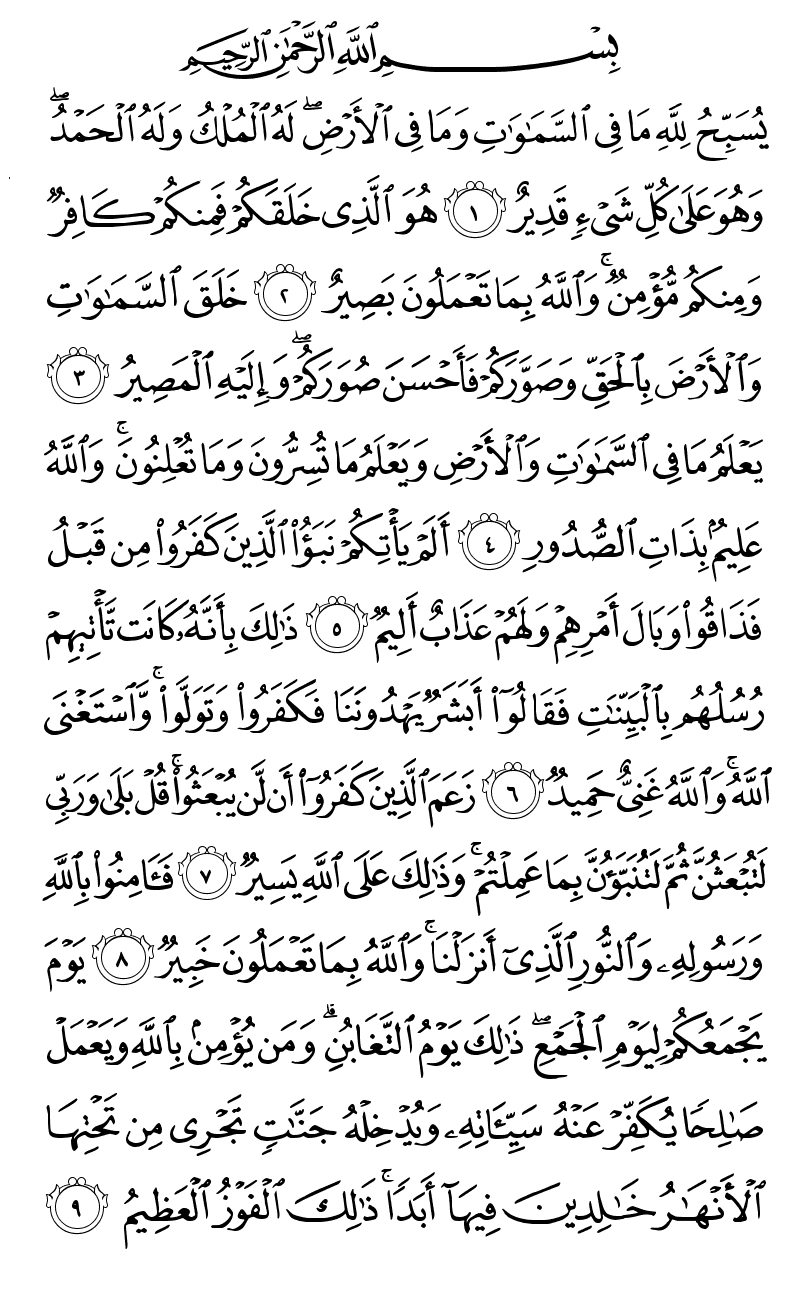 بِسْمِ ٱللَّهِ ٱلرَّحْمَٰنِ ٱلرَّحِيمِ
يُسَبِّحُ لِلَّهِ مَا فِى ٱلسَّمَٰوَٰتِ وَمَا فِى ٱلْأَرْضِ ۖ لَهُ ٱلْمُلْكُ وَلَهُ ٱلْحَمْدُ ۖ
وَهُوَ عَلَىٰ كُلِّ شَىْءٍ قَدِيرٌ ١ هُوَ ٱلَّذِى خَلَقَكُمْ فَمِنكُمْ كَافِرٌ
وَمِنكُم مُّؤْمِنٌ ۚ وَٱللَّهُ بِمَا تَعْمَلُونَ بَصِيرٌ ٢ خَلَقَ ٱلسَّمَٰوَٰتِ
وَٱلْأَرْضَ بِٱلْحَقِّ وَصَوَّرَكُمْ فَأَحْسَنَ صُوَرَكُمْ ۖ وَإِلَيْهِ ٱلْمَصِيرُ ٣
يَعْلَمُ مَا فِى ٱلسَّمَٰوَٰتِ وَٱلْأَرْضِ وَيَعْلَمُ مَا تُسِرُّونَ وَمَا تُعْلِنُونَ ۚ وَٱللَّهُ
عَلِيمٌۢ بِذَاتِ ٱلصُّدُورِ ٤ أَلَمْ يَأْتِكُمْ نَبَؤُا۟ ٱلَّذِينَ كَفَرُوا۟ مِن قَبْلُ
فَذَاقُوا۟ وَبَالَ أَمْرِهِمْ وَلَهُمْ عَذَابٌ أَلِيمٌ ٥ ذَٰلِكَ بِأَنَّهُۥ كَانَت تَّأْتِيهِمْ
رُسُلُهُم بِٱلْبَيِّنَٰتِ فَقَالُوٓا۟ أَبَشَرٌ يَهْدُونَنَا فَكَفَرُوا۟ وَتَوَلَّوا۟ ۚ وَّٱسْتَغْنَى
ٱللَّهُ ۚ وَٱللَّهُ غَنِىٌّ حَمِيدٌ ٦ زَعَمَ ٱلَّذِينَ كَفَرُوٓا۟ أَن لَّن يُبْعَثُوا۟ ۚ قُلْ بَلَىٰ وَرَبِّى
لَتُبْعَثُنَّ ثُمَّ لَتُنَبَّؤُنَّ بِمَا عَمِلْتُمْ ۚ وَذَٰلِكَ عَلَى ٱللَّهِ يَسِيرٌ ٧ فَـَٔامِنُوا۟ بِٱللَّهِ
وَرَسُولِهِۦ وَٱلنُّورِ ٱلَّذِىٓ أَنزَلْنَا ۚ وَٱللَّهُ بِمَا تَعْمَلُونَ خَبِيرٌ ٨ يَوْمَ
يَجْمَعُكُمْ لِيَوْمِ ٱلْجَمْعِ ۖ ذَٰلِكَ يَوْمُ ٱلتَّغَابُنِ ۗ وَمَن يُؤْمِنۢ بِٱللَّهِ وَيَعْمَلْ
صَٰلِحًا يُكَفِّرْ عَنْهُ سَيِّـَٔاتِهِۦ وَيُدْخِلْهُ جَنَّٰتٍ تَجْرِى مِن تَحْتِهَا
ٱلْأَنْهَٰرُ خَٰلِدِينَ فِيهَآ أَبَدًا ۚ ذَٰلِكَ ٱلْفَوْزُ ٱلْعَظِيمُ ٩